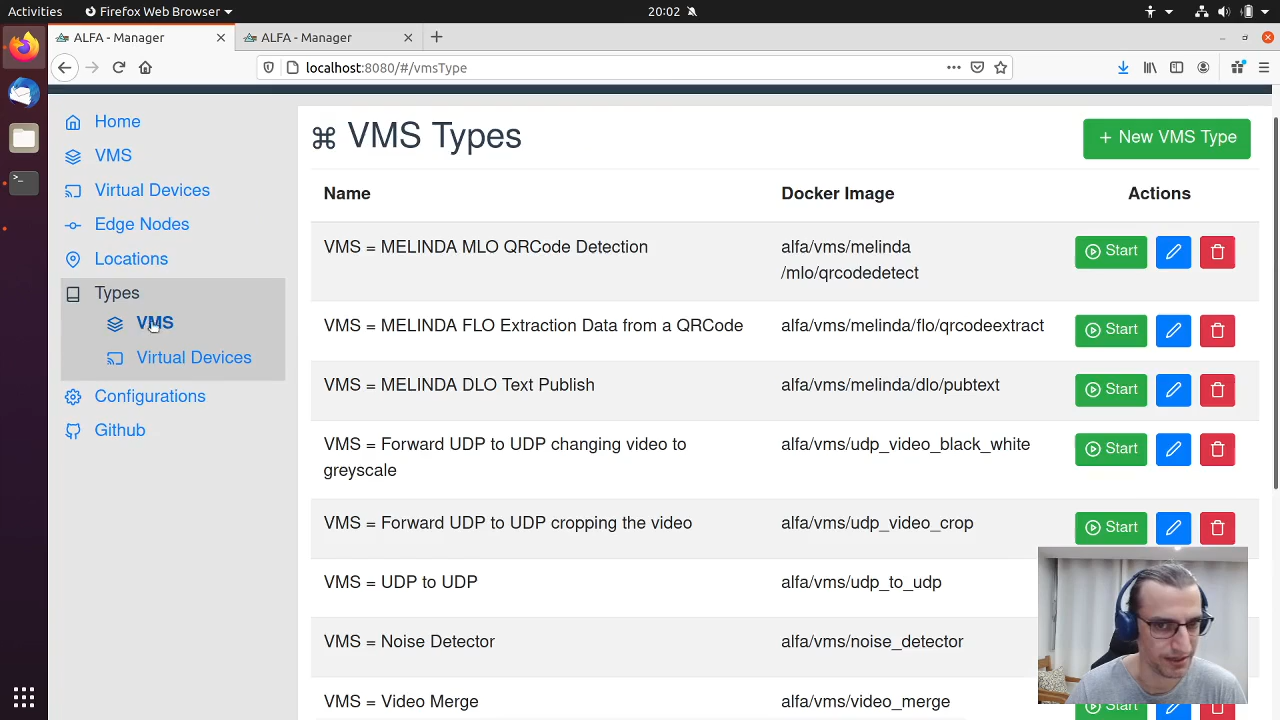 Activities Firefox Web Browser 20:02
ALFA - Manager ALFA - Manager
localhost:8080/#/vmsType
Home
VMS
Virtual Devices
Edge Nodes
Locations
Types
VMS
Virtual Devices
Configurations
Github
VMS Types
+ New VMS Type
Name Docker Image Actions
VMS = MELINDA MLO QRCode Detection alfa/vms/melinda Start
/mlo/qrcodedetect
VMS = MELINDA FLO Extraction Data from a QRCode alfa/vms/melinda/flo/qrcodeextract Start
VMS = MELINDA DLO Text Publish alfa/vms/melinda/dlo/pubtext Start
VMS = Forward UDP to UDP changing video to alfa/vms/udp_video_black_white Start
greyscale
VMS = Forward UDP to UDP cropping the video alfa/vms/udp_video_crop Start
VMS = UDP to UDP alfa/vms/udp_to_udp
VMS = Noise Detector alfa/vms/noise_detector
VMS = Video Merge alfa/vms/video_merge Start